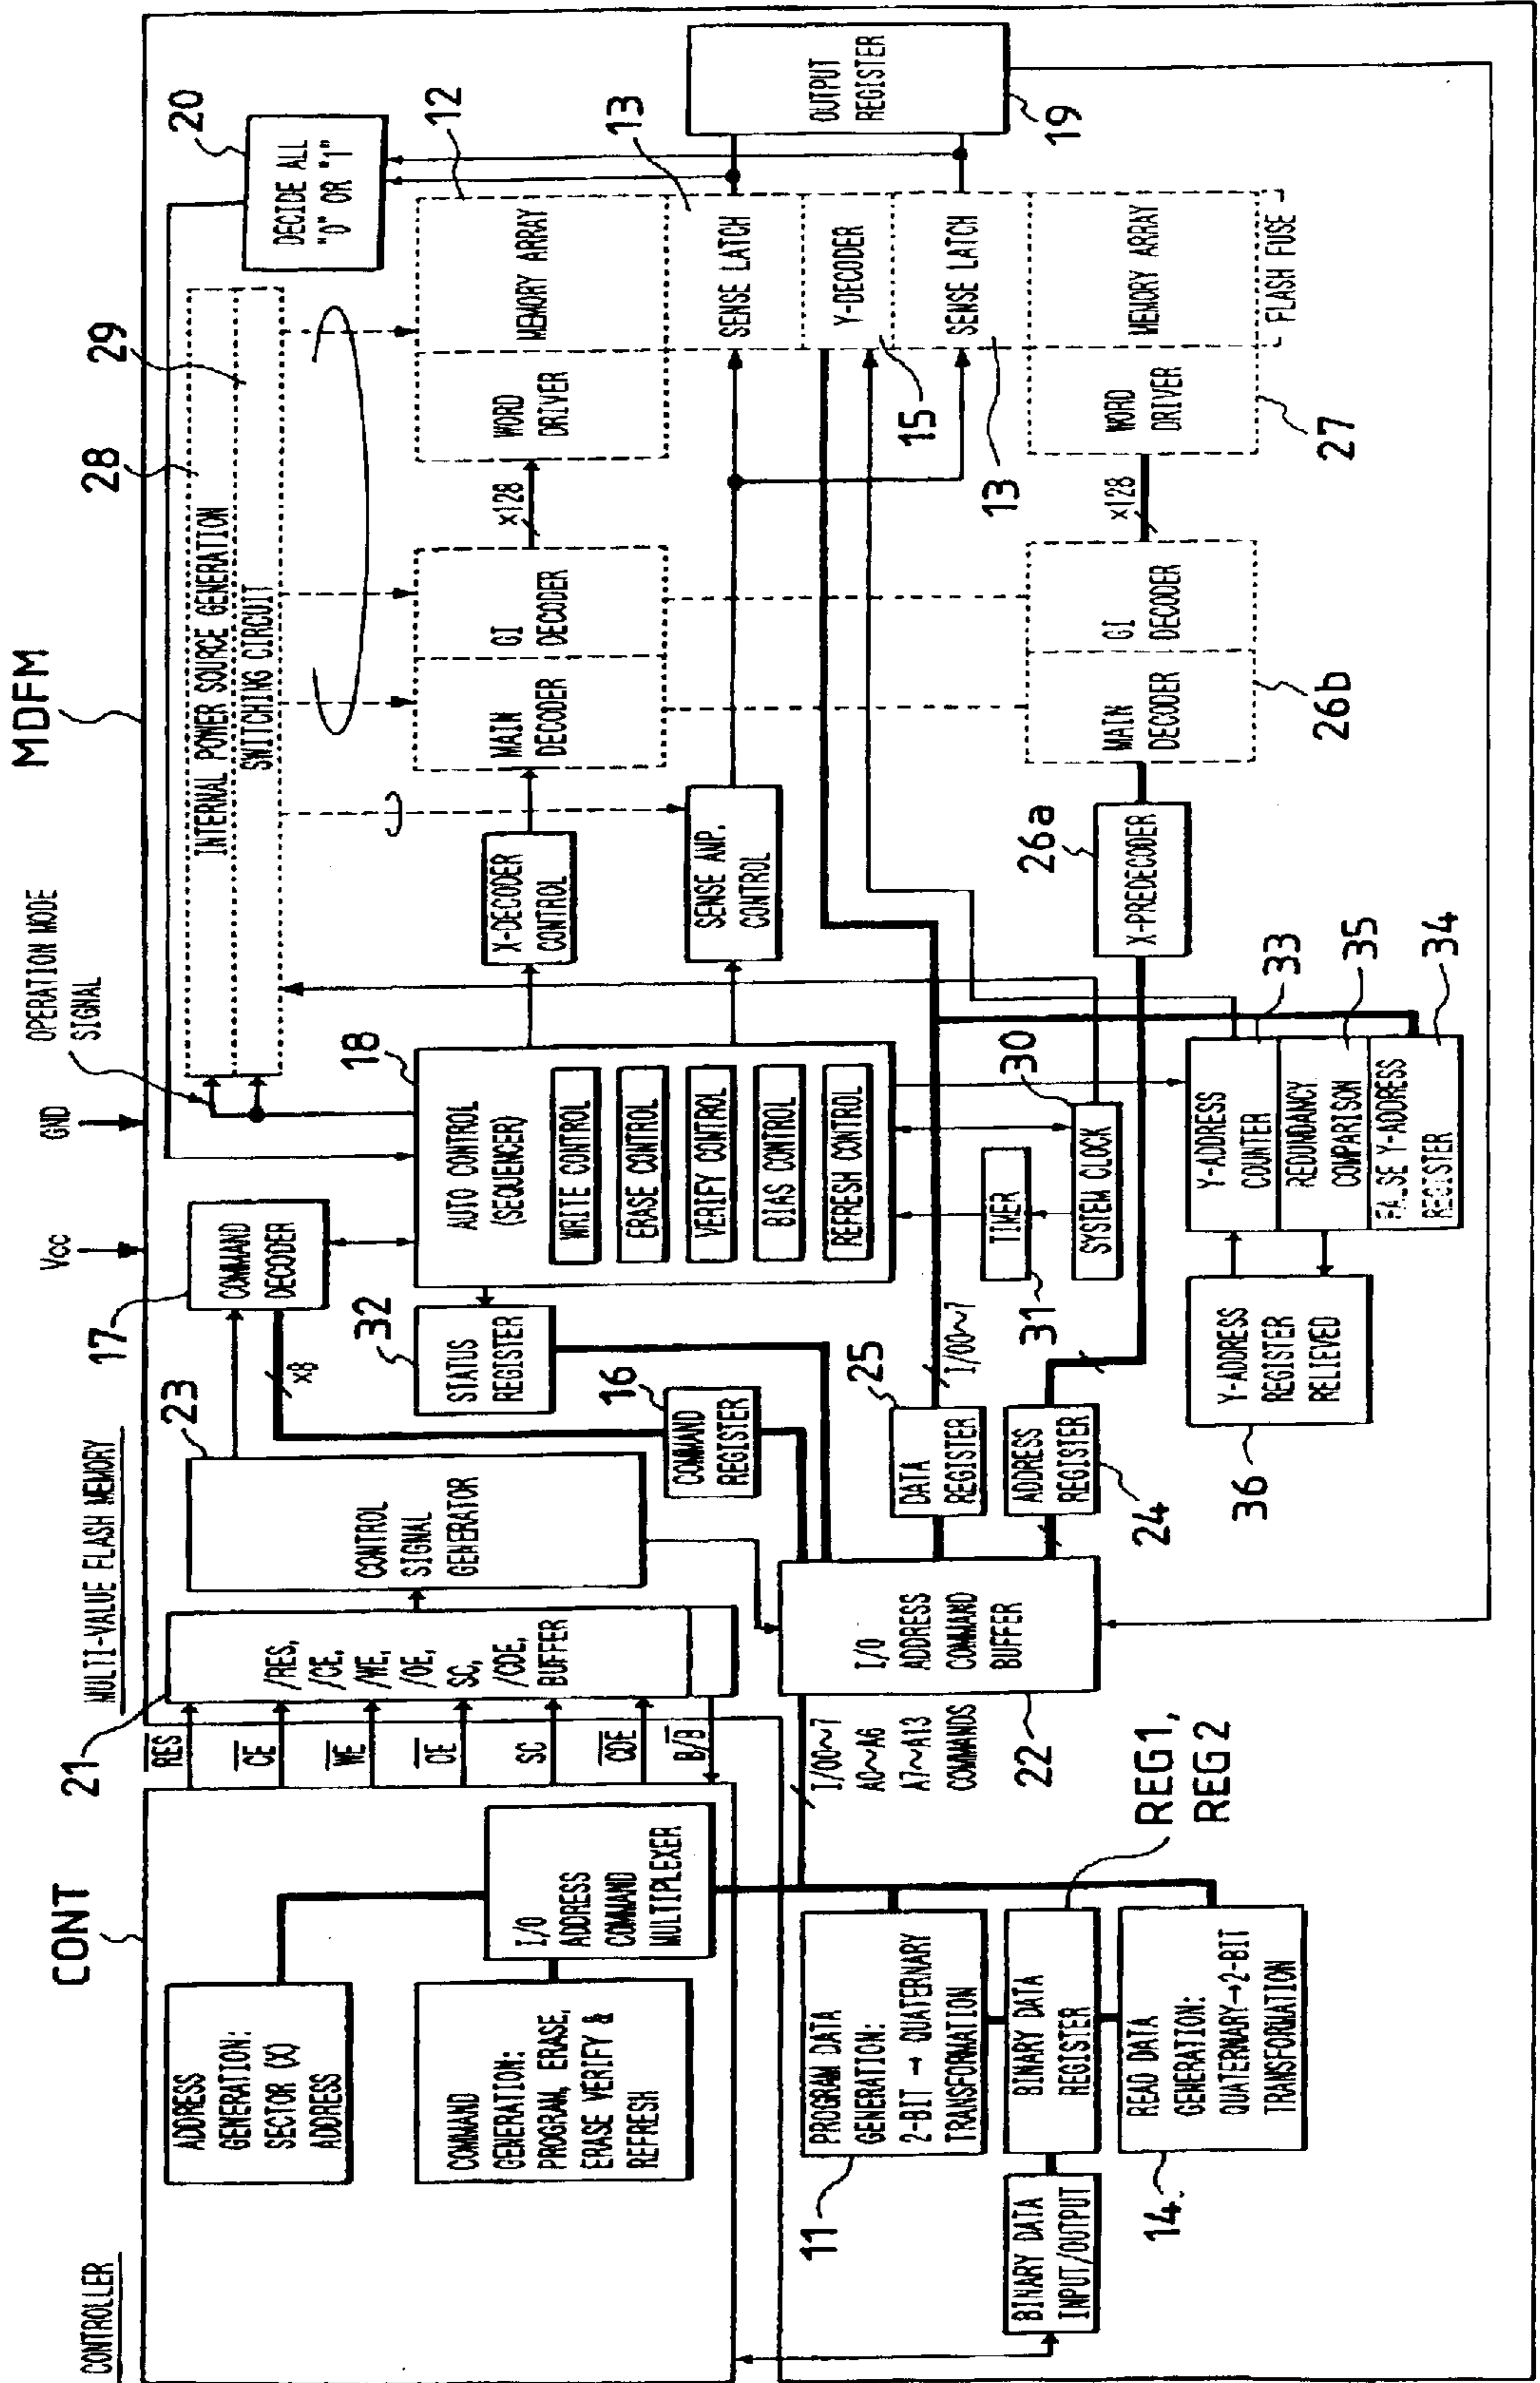 CONTROLLER
CONT
MULTI-VALUE FLASH MEMORY
MDFM
Vcc
GND
OPERATION MODE
SIGNAL
ADDRESS
GENERATION:
SECTOR (X)
ADDRESS
COMMAND
GENERATION:
PROGRAM, ERASE,
ERASE VERIFY &
REFRESH
I/O
ADDRESS
COMMAND
MULTIPLEXER
RES
CE
WE
OE
SC
CDE
B/B
21
/RES,
/CE,
/WE,
/OE,
SC,
/CDE,
BUFFER
23
CONTROL
SIGNAL
GENERATOR
17
COMMAND
DECODER
x8
32
STATUS
REGISTER
16
COMMAND
REGISTER
18
AUTO CONTROL
(SEQUENCER)
WRITE CONTROL
ERASE CONTROL
VERIFY CONTROL
BIAS CONTROL
REFRESH CONTROL
28
29
INTERNAL POWER SOURCE GENERATION
SWITCHING CIRCUIT
20
DECIDE ALL
"0" OR "1"
X-DECODER
CONTROL
SENSE AMP.
CONTROL
MAIN
DECODER
GI
DECODER
x128
WORD
DRIVER
MEMORY ARRAY
12
SENSE LATCH
13
Y-DECODER
15
SENSE LATCH
13
MEMORY ARRAY
FLASH FUSE
OUTPUT
REGISTER
19
WORD
DRIVER
27
x128
MAIN
DECODER
GI
DECODER
26b
X-PREDECODER
26a
TIMER
31
SYSTEM CLOCK
30
25
DATA
REGISTER
I/O0~7
ADDRESS
REGISTER
24
Y-ADDRESS
COUNTER
33
REDUNDANCY
COMPARISON
35
FALSE Y-ADDRESS
REGISTER
34
Y-ADDRESS
REGISTER
RELIEVED
36
I/O
ADDRESS
COMMAND
BUFFER
22
I/O0~7
A0~A6
A7~A13
COMMANDS
REG1,
REG2
PROGRAM DATA
GENERATION:
2-BIT → QUATERNARY
TRANSFORMATION
11
BINARY DATA
REGISTER
READ DATA
GENERATION:
QUATERNARY→2-BIT
TRANSFORMATION
14
BINARY DATA
INPUT/OUTPUT